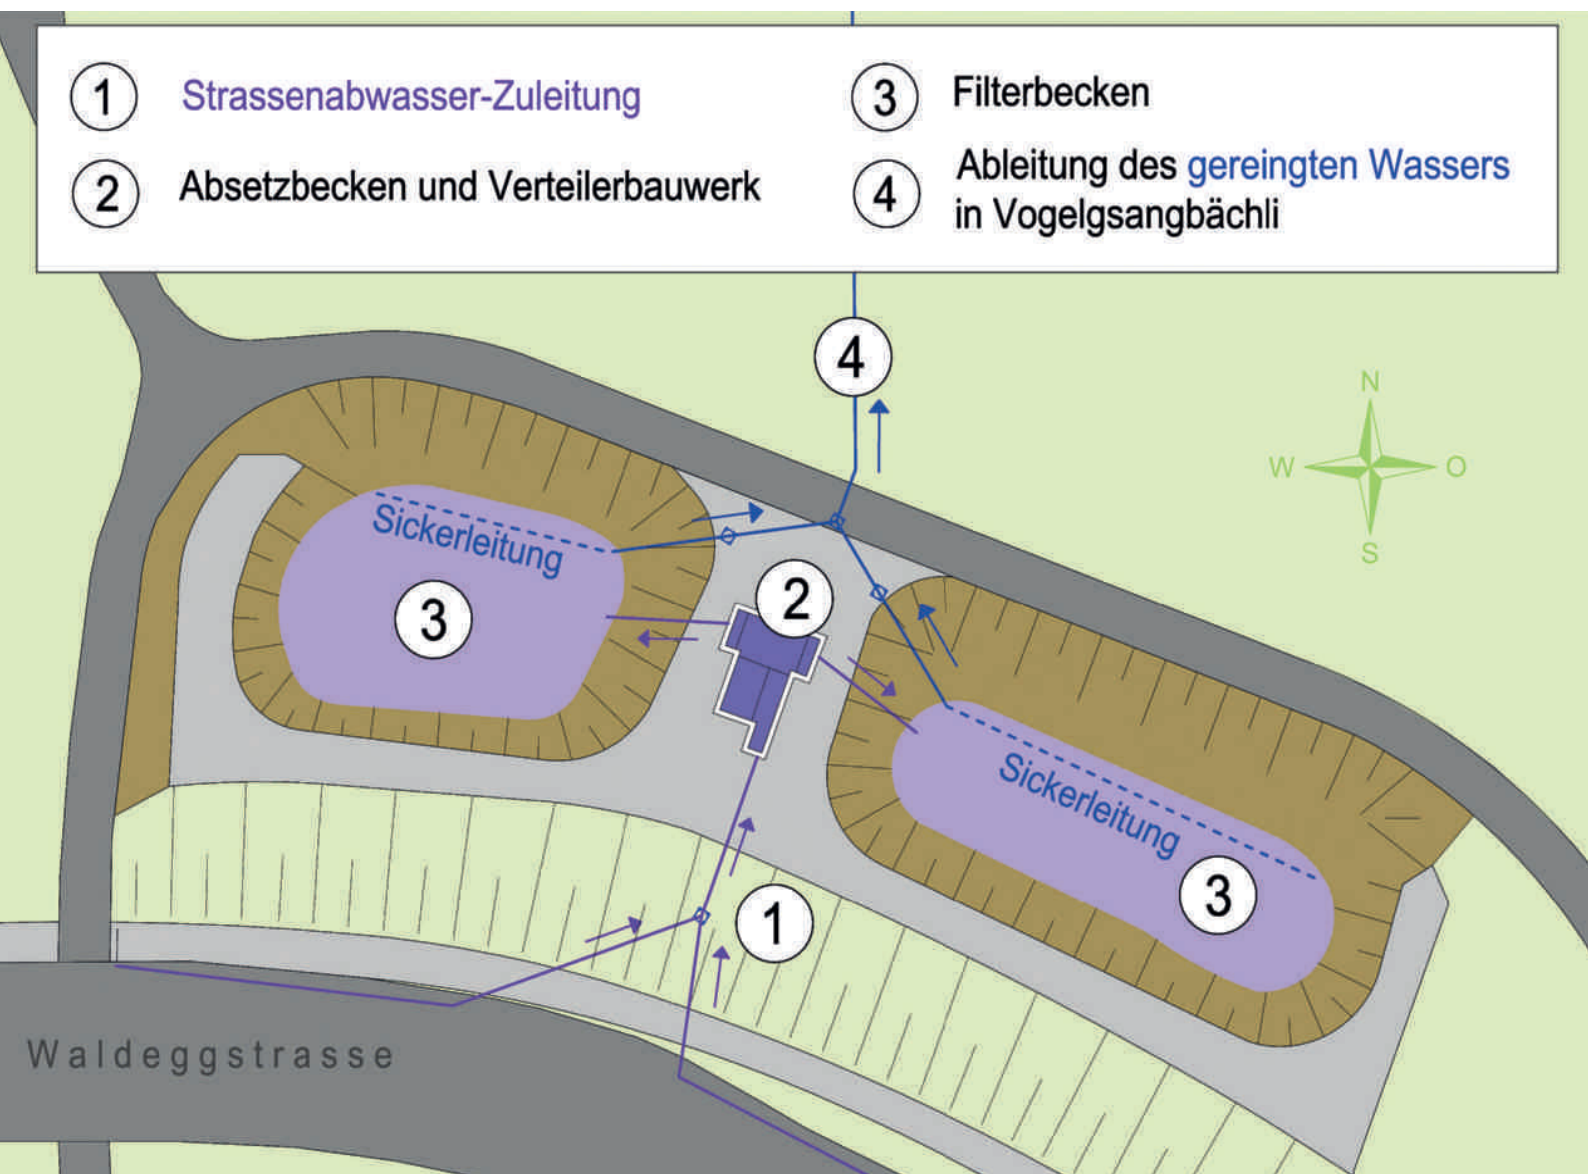 1 Strassenabwasser-Zuleitung
2 Absetzbecken und Verteilerbauwerk
3 Filterbecken
4 Ableitung des gereingten Wassers
in Vogelgsangbächli
4
N
W O
S
Sickerleitung
2
3
Sickerleitung
3
1
Waldeggstrasse